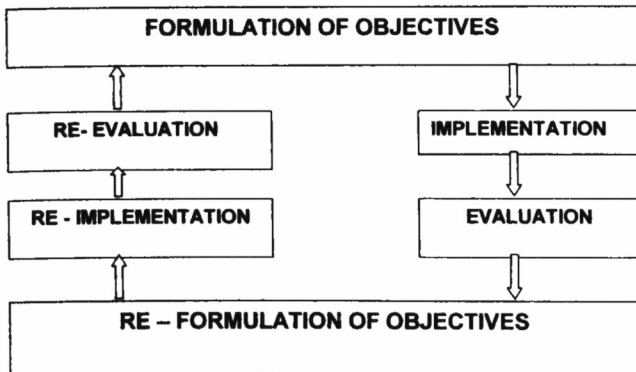 FORMULATION OF OBJECTIVES
RE- EVALUATION
IMPLEMENTATION
RE - IMPLEMENTATION
EVALUATION
RE – FORMULATION OF OBJECTIVES